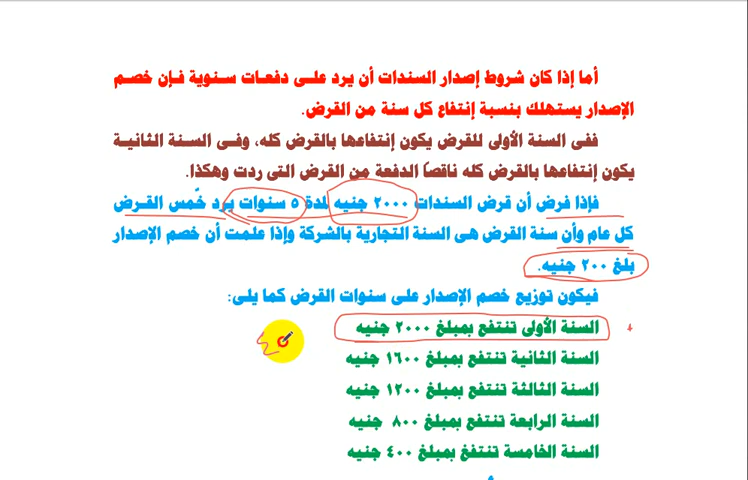 أما إذا كان شروط إصدار السندات أن يرد على دفعات سنوية فإن خصم
الإصدار يستهلك بنسبة إنتفاع كل سنة من القرض.
ففى السنة الأولى للقرض يكون إنتفاعها بالقرض كله، وفى السنة الثانية
يكون إنتفاعها بالقرض كله ناقصاً الدفعة من القرض التى ردت وهكذا.
فإذا فرض أن قرض السندات ٢٠٠٠ جنيه لمدة ٥ سنوات يرد خُمس القرض
كل عام وأن سنة القرض هى السنة التجارية بالشركة وإذا علمت أن خصم الإصدار
بلغ ٢٠٠ جنيه.
فيكون توزيع خصم الإصدار على سنوات القرض كما يلى:
السنة الأولى تنتفع بمبلغ ٢٠٠٠ جنيه
السنة الثانية تنتفع بمبلغ ١٦٠٠ جنيه
السنة الثالثة تنتفع بمبلغ ١٢٠٠ جنيه
السنة الرابعة تنتفع بمبلغ ٨٠٠ جنيه
السنة الخامسة تنتفغ بمبلغ ٤٠٠ جنيه